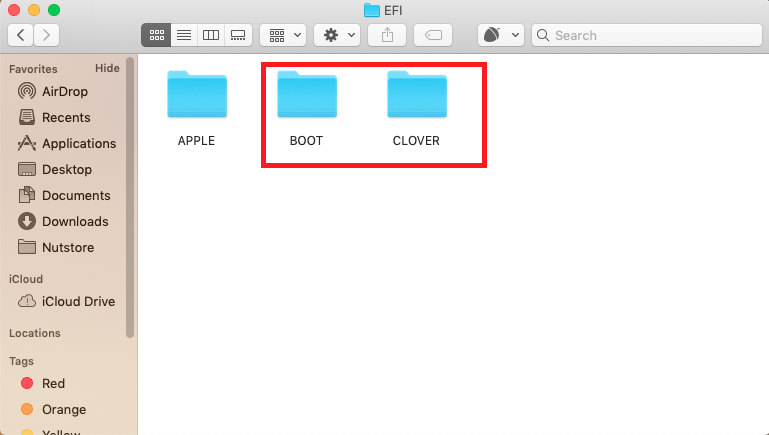 EFI
Search
Favorites Hide
AirDrop
Recents
Applications
Desktop
Documents
Downloads
Nutstore
iCloud
iCloud Drive
Locations
Tags
Red
Orange
Yellow
APPLE BOOT CLOVER